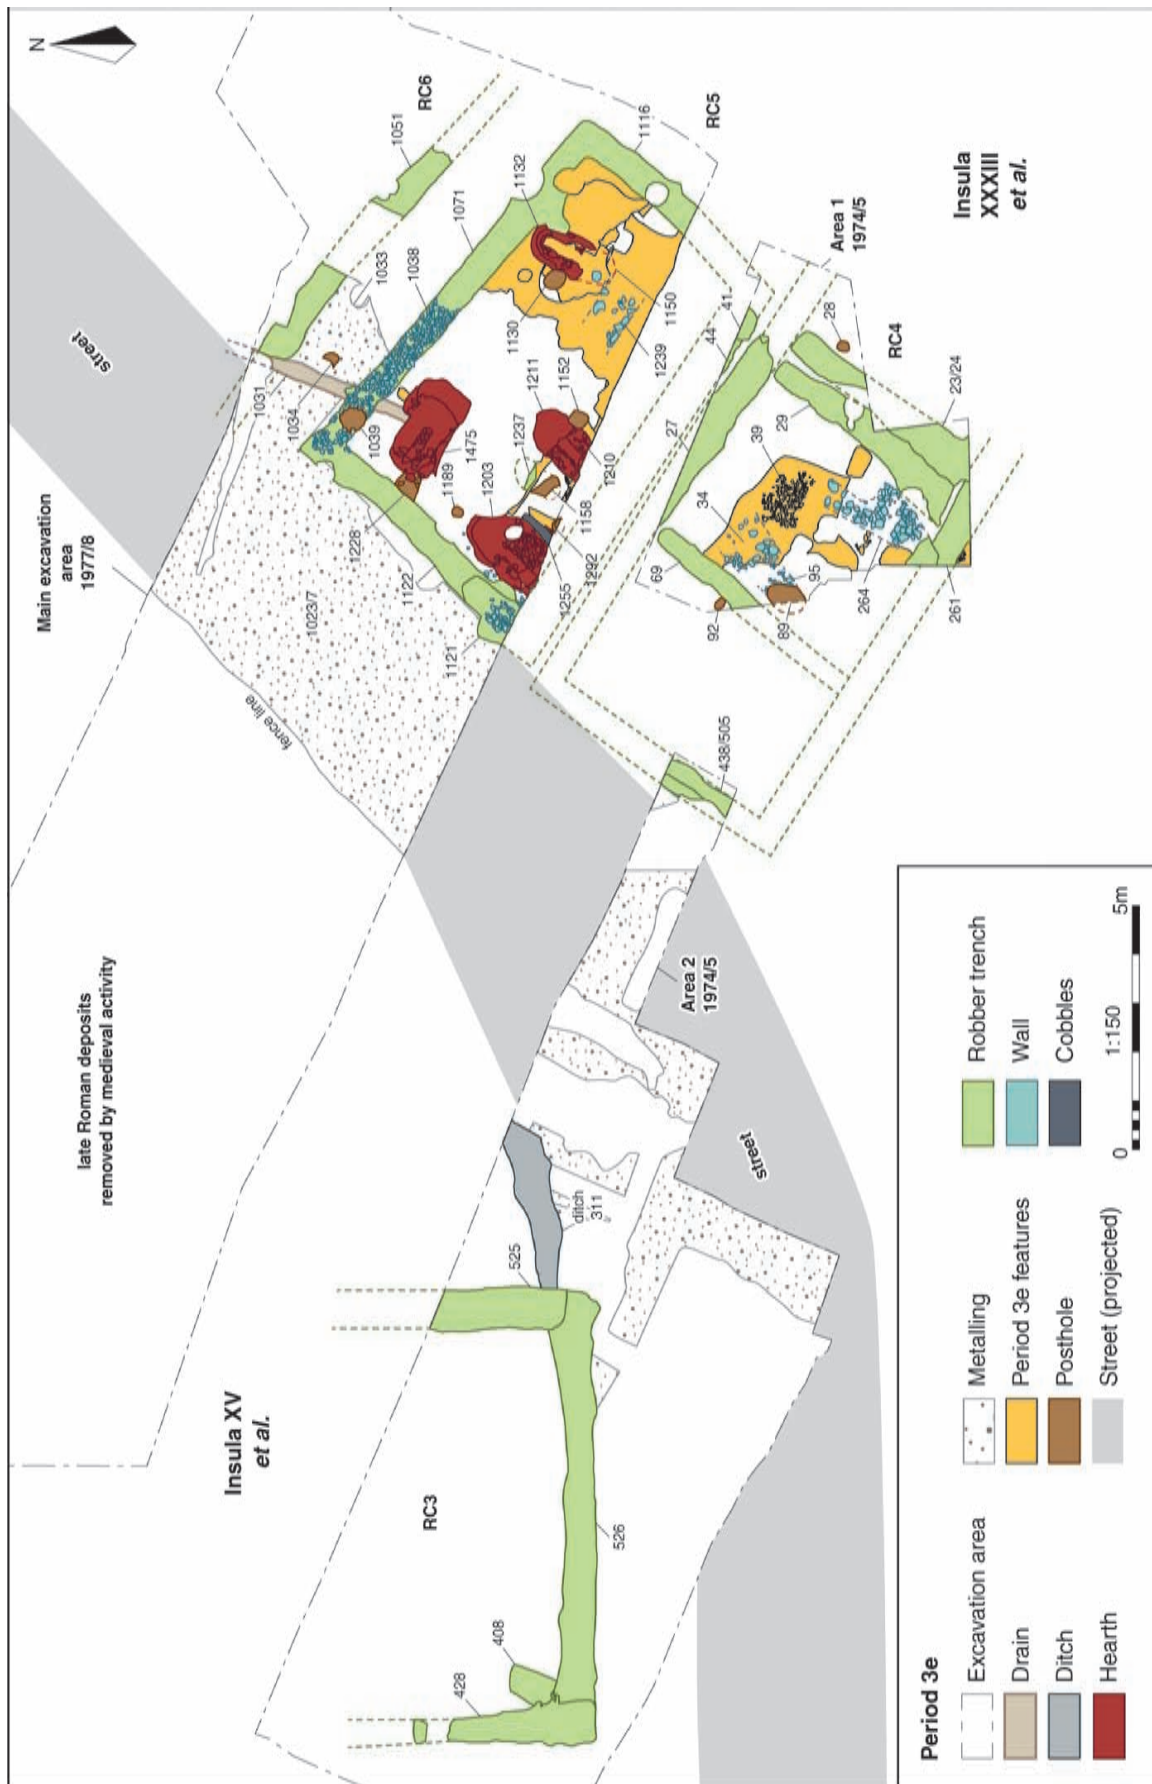 N
Main excavation
area
1977/8
late Roman deposits
removed by medieval activity
street
fence line
1023/7
1031
1034
1033
1051
RC6
1039
1071
1038
1132
1116
RC5
1475
1189
1203
1228
1122
1121
1237
1211
1152
1130
1150
1239
1210
1158
1292
1255
Insula
XXXIII
et al.
Area 1
1974/5
41
44
27
28
RC4
23/24
29
39
34
69
92
89
95
264
261
438/505
Area 2
1974/5
street
ditch
311
525
Insula XV
et al.
RC3
526
408
428
Period 3e
Excavation area
Drain
Ditch
Hearth
Metalling
Period 3e features
Posthole
Street (projected)
Robber trench
Wall
Cobbles
0 1:150 5m